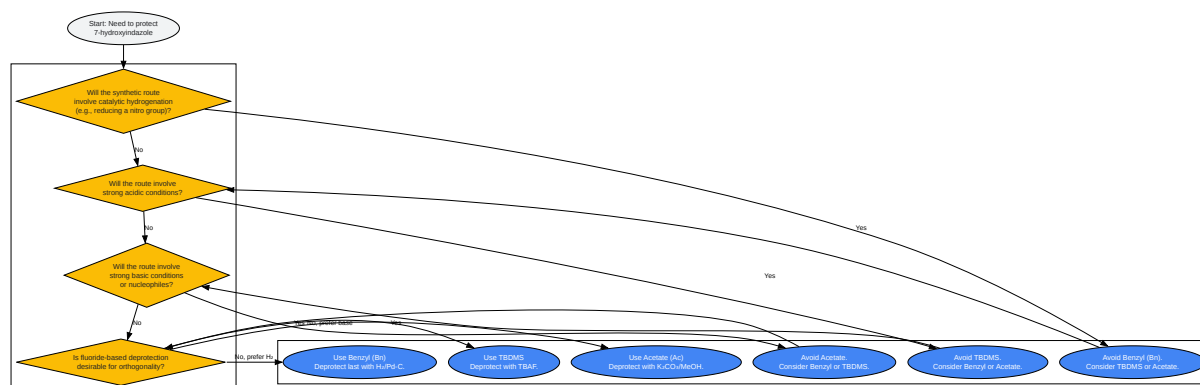 Start: Need to protect
7-hydroxyindazole
Will the synthetic route
involve catalytic hydrogenation
(e.g., reducing a nitro group)?
No
Will the route involve
strong acidic conditions?
Yes
No
Yes
Will the route involve
strong basic conditions
or nucleophiles?
No
Yes
No, prefer base
Yes
Is fluoride-based deprotection
desirable for orthogonality?
No, prefer H₂
Use Benzyl (Bn)
Deprotect last with H₂/Pd-C.
Use TBDMS
Deprotect with TBAF.
Use Acetate (Ac)
Deprotect with K₂CO₃/MeOH.
Avoid Acetate.
Consider Benzyl or TBDMS.
Avoid TBDMS.
Consider Benzyl or Acetate.
Avoid Benzyl (Bn).
Consider TBDMS or Acetate.